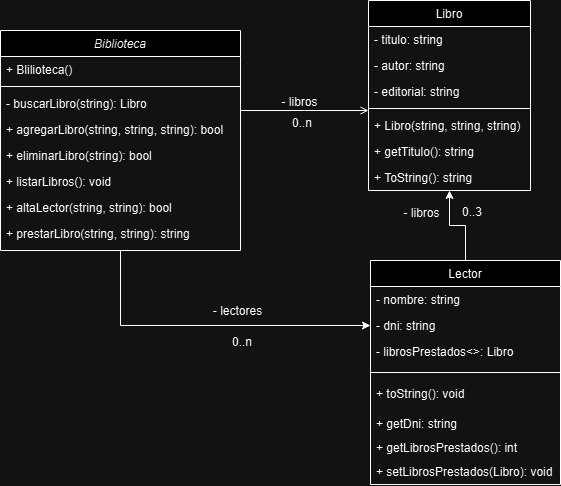 Biblioteca
+ Blilioteca()
- buscarLibro(string): Libro
+ agregarLibro(string, string, string): bool
+ eliminarLibro(string): bool
+ listarLibros(): void
+ altaLector(string, string): bool
+ prestarLibro(string, string): string
- libros
0..n
Libro
- titulo: string
- autor: string
- editorial: string
+ Libro(string, string, string)
+ getTitulo(): string
+ ToString(): string
- libros
0..3
- lectores
0..n
Lector
- nombre: string
- dni: string
- librosPrestados<>: Libro
+ toString(): void
+ getDni: string
+ getLibrosPrestados(): int
+ setLibrosPrestados(Libro): void